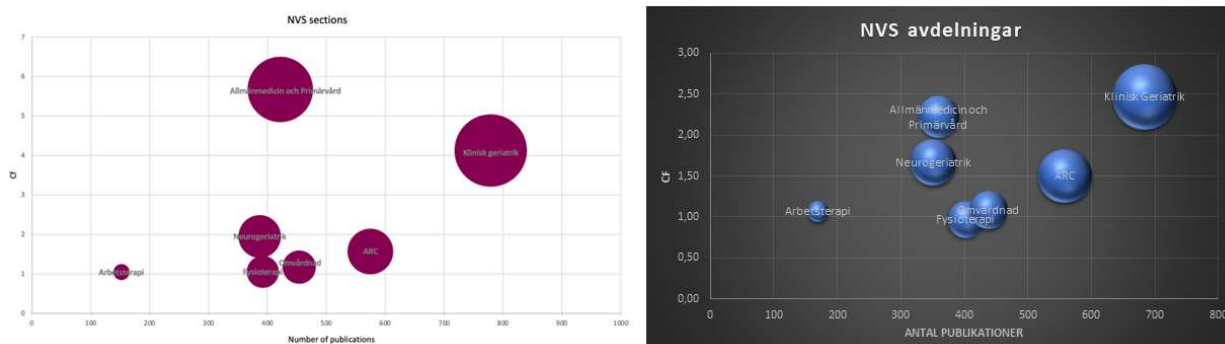 NVS sections
7
6
5
4
3
2
1
0
Cf
Allmänmedicin och Primärvård
Klinisk geriatrik
Neurogeriatrik
ARC
Omvårdnad
Fysioterapi
Arbetsterapi
0 100 200 300 400 500 600 700 800 900 1000
Number of publications
NVS avdelningar
3,00
2,50
2,00
1,50
1,00
0,50
0,00
CF
Klinisk Geriatrik
Allmänmedicin och
Primärvård
Neurogeriatrik
ARC
Arbetsterapi
Omvårdnad
Fysioterapi
0 100 200 300 400 500 600 700 800
ANTAL PUBLIKATIONER